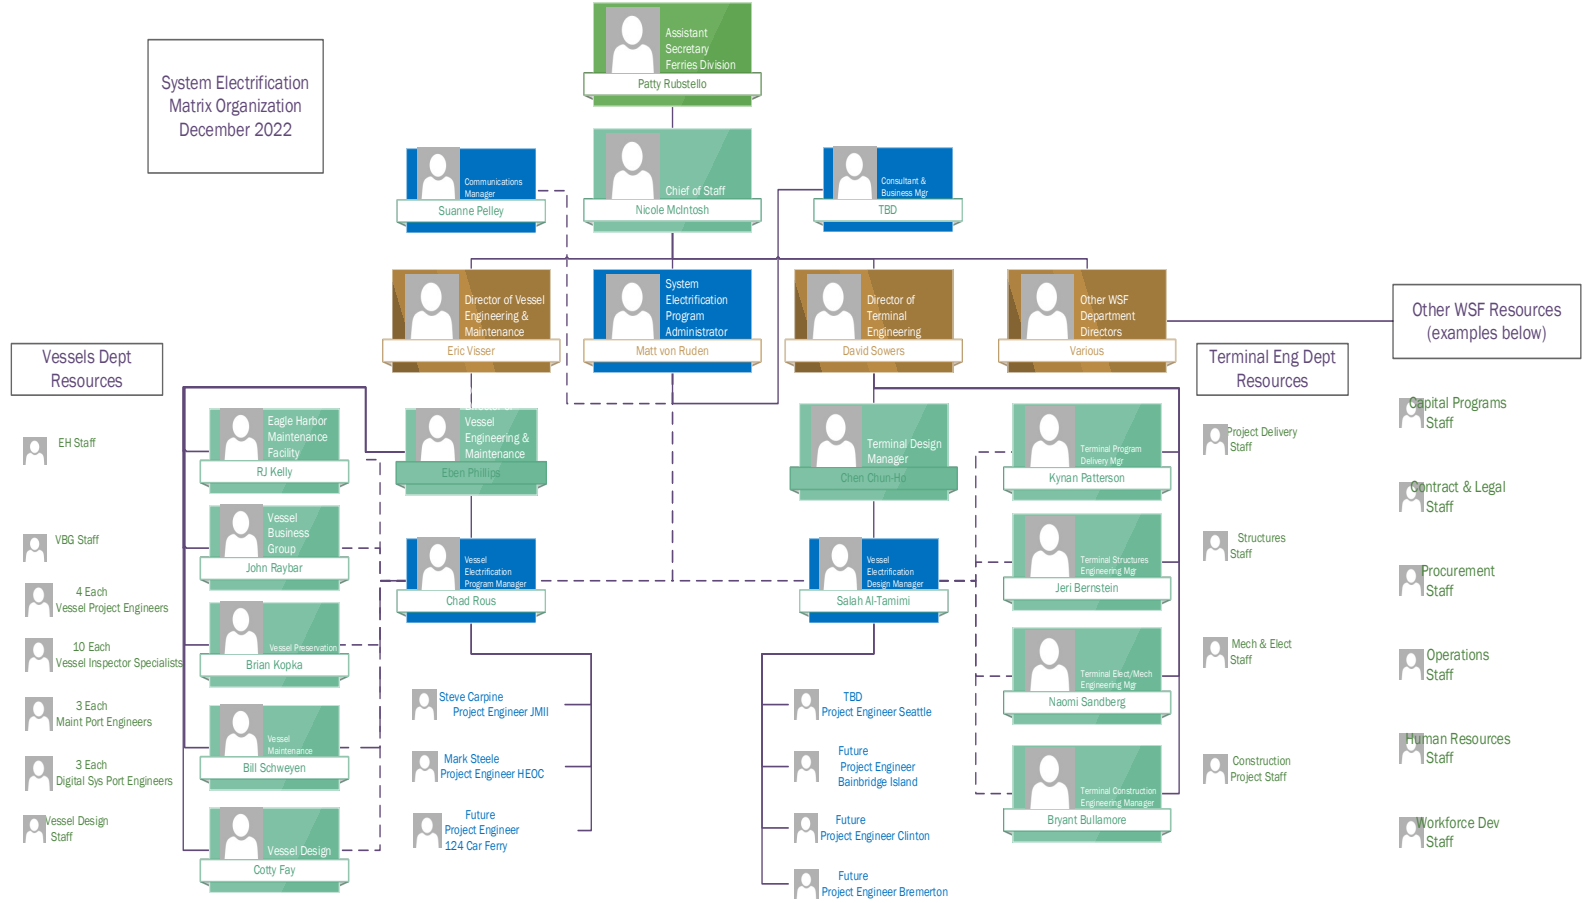 System Electrification
Matrix Organization
December 2022
Assistant
Secretary
Ferries Division
Patty Rubstello
Communications
Manager
Suanne Pelley
Chief of Staff
Nicole McIntosh
Consultant &
Business Mgr
TBD
Director of Vessel
Engineering &
Maintenance
Eric Visser
System
Electrification
Program
Administrator
Matt von Ruden
Director of
Terminal
Engineering
David Sowers
Other WSF
Department
Directors
Various
Other WSF Resources
(examples below)
Vessels Dept
Resources
Terminal Eng Dept
Resources
EH Staff
VBG Staff
4 Each
Vessel Project Engineers
10 Each
Vessel Inspector Specialists
3 Each
Maint Port Engineers
3 Each
Digital Sys Port Engineers
Vessel Design
Staff
Eagle Harbor
Maintenance
Facility
RJ Kelly
Vessel
Business
Group
John Raybar
Vessel Preservation
Brian Kopka
Vessel
Maintenance
Bill Schweyen
Vessel Design
Cotty Fay
Vessel
Engineering &
Maintenance
Eben Phillips
Vessel
Electrification
Program Manager
Chad Rous
Steve Carpine
Project Engineer JMII
Mark Steele
Project Engineer HEOC
Future
Project Engineer
124 Car Ferry
Terminal Design
Manager
Chen Chun-Ho
Vessel
Electrification
Design Manager
Salah Al-Tamimi
TBD
Project Engineer Seattle
Future
Project Engineer
Bainbridge Island
Future
Project Engineer Clinton
Future
Project Engineer Bremerton
Terminal Program
Delivery Mgr
Kynan Patterson
Terminal Structures
Engineering Mgr
Jeri Bernstein
Terminal Elect/Mech
Engineering Mgr
Naomi Sandberg
Terminal Construction
Engineering Manager
Bryant Bullamore
Project Delivery
Staff
Structures
Staff
Mech & Elect
Staff
Construction
Project Staff
Capital Programs
Staff
Contract & Legal
Staff
Procurement
Staff
Operations
Staff
Human Resources
Staff
Workforce Dev
Staff